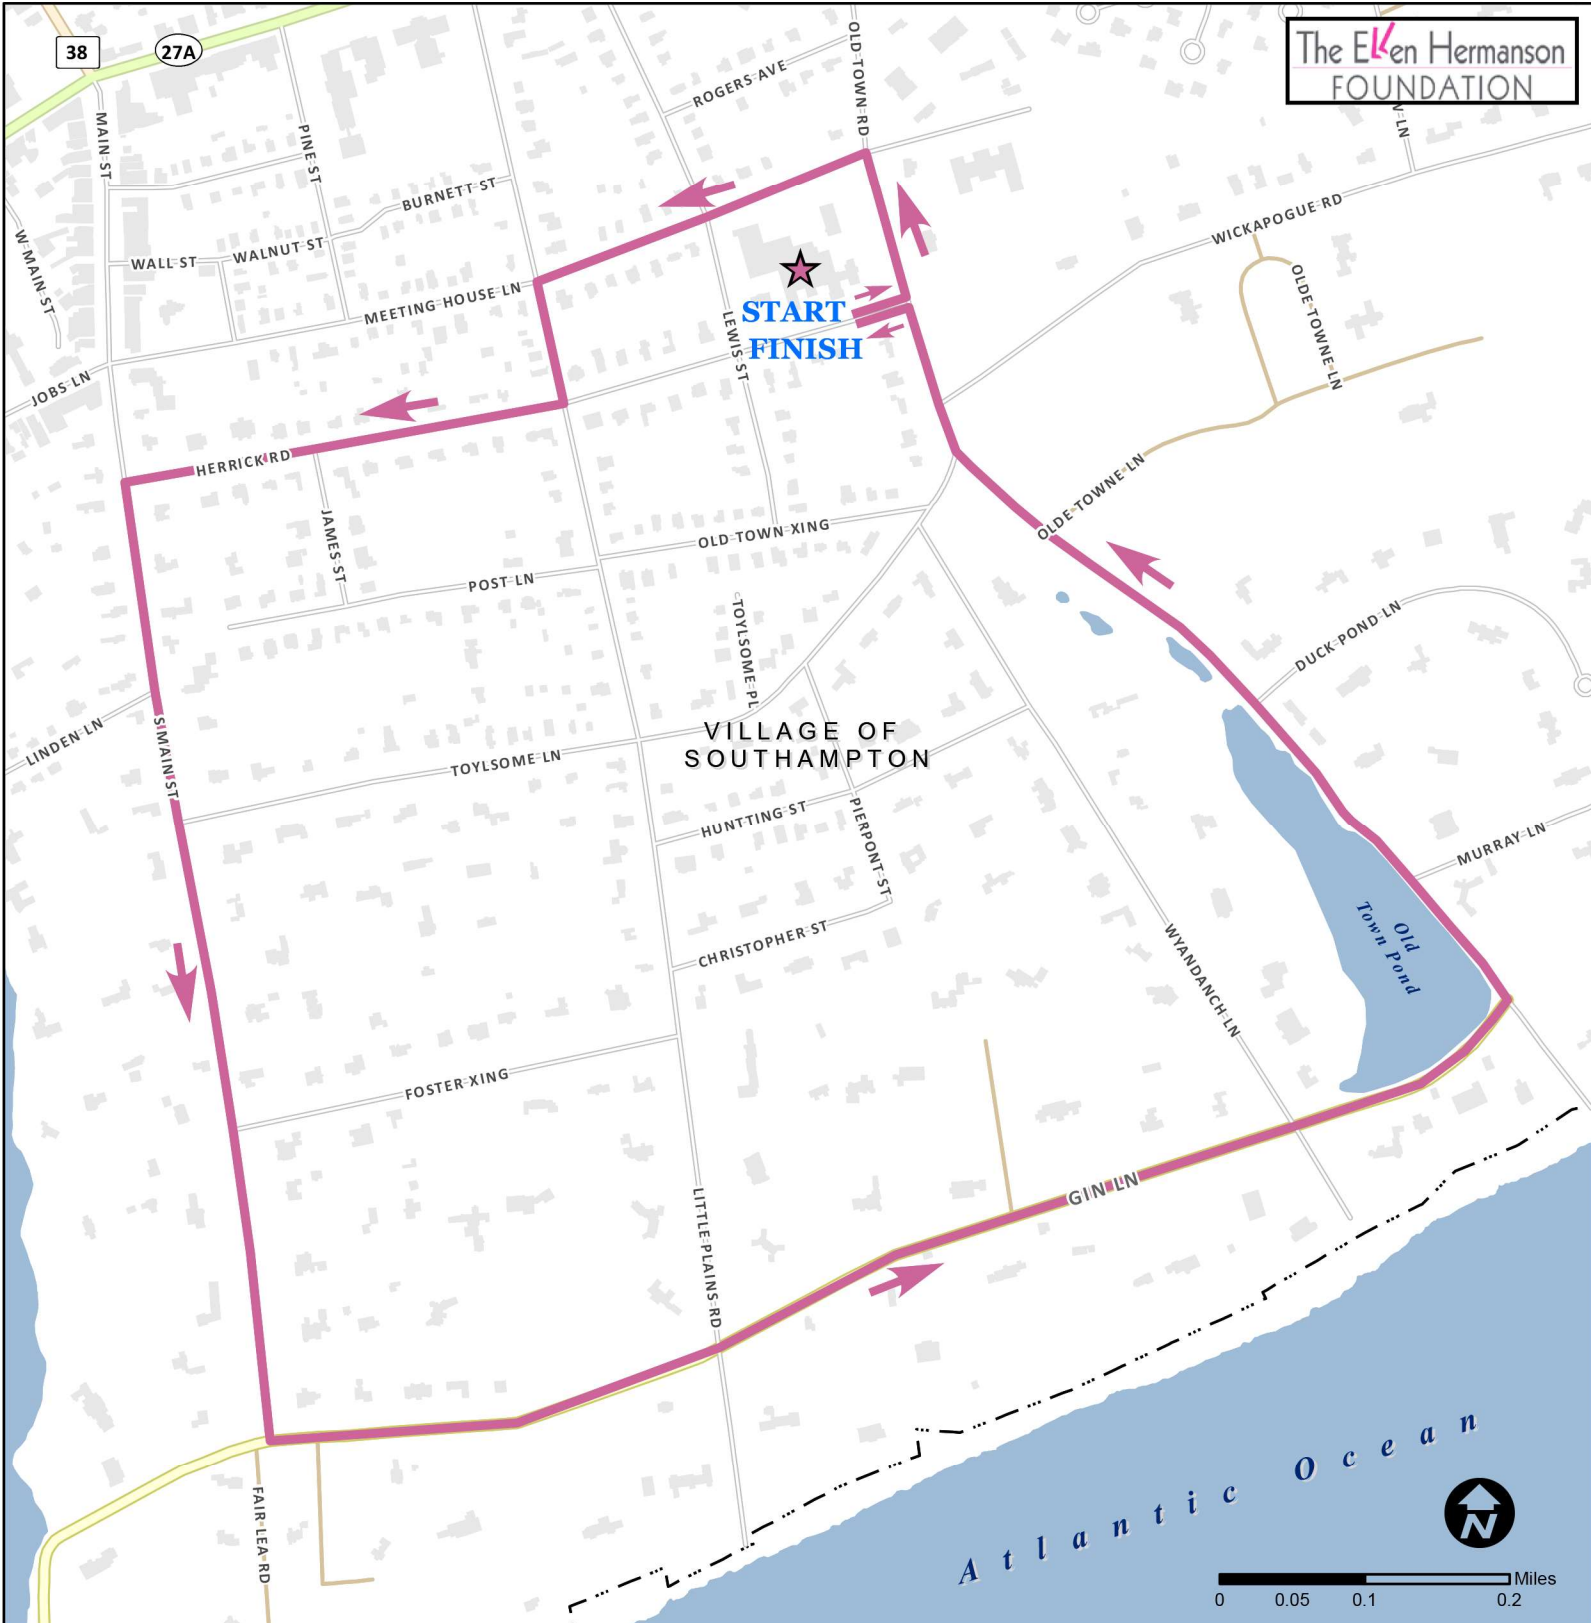 The Ellen Hermanson
FOUNDATION
38
27A
MAIN ST
PINE ST
ROGERS AVE
OLD TOWN RD
W MAIN ST
WALL ST
WALNUT ST
BURNETT ST
MEETING HOUSE LN
JOBS LN
LEWIS ST
START
FINISH
WICKAPOGUE RD
OLDE TOWNE LN
HERRICK RD
JAMES ST
POST LN
OLD TOWN XING
OLDE TOWNE LN
DUCK POND LN
TOYLSOME PL
LINDEN LN
S MAIN ST
TOYLSOME LN
VILLAGE OF
SOUTHAMPTON
HUNTTING ST
PIERPONT ST
CHRISTOPHER ST
MURRAY LN
Old
Town Pond
WYANDANCH LN
FOSTER XING
LITTLE PLAINS RD
GIN LN
FAIR LEA RD
Atlantic Ocean
N
Miles
0 0.05 0.1 0.2